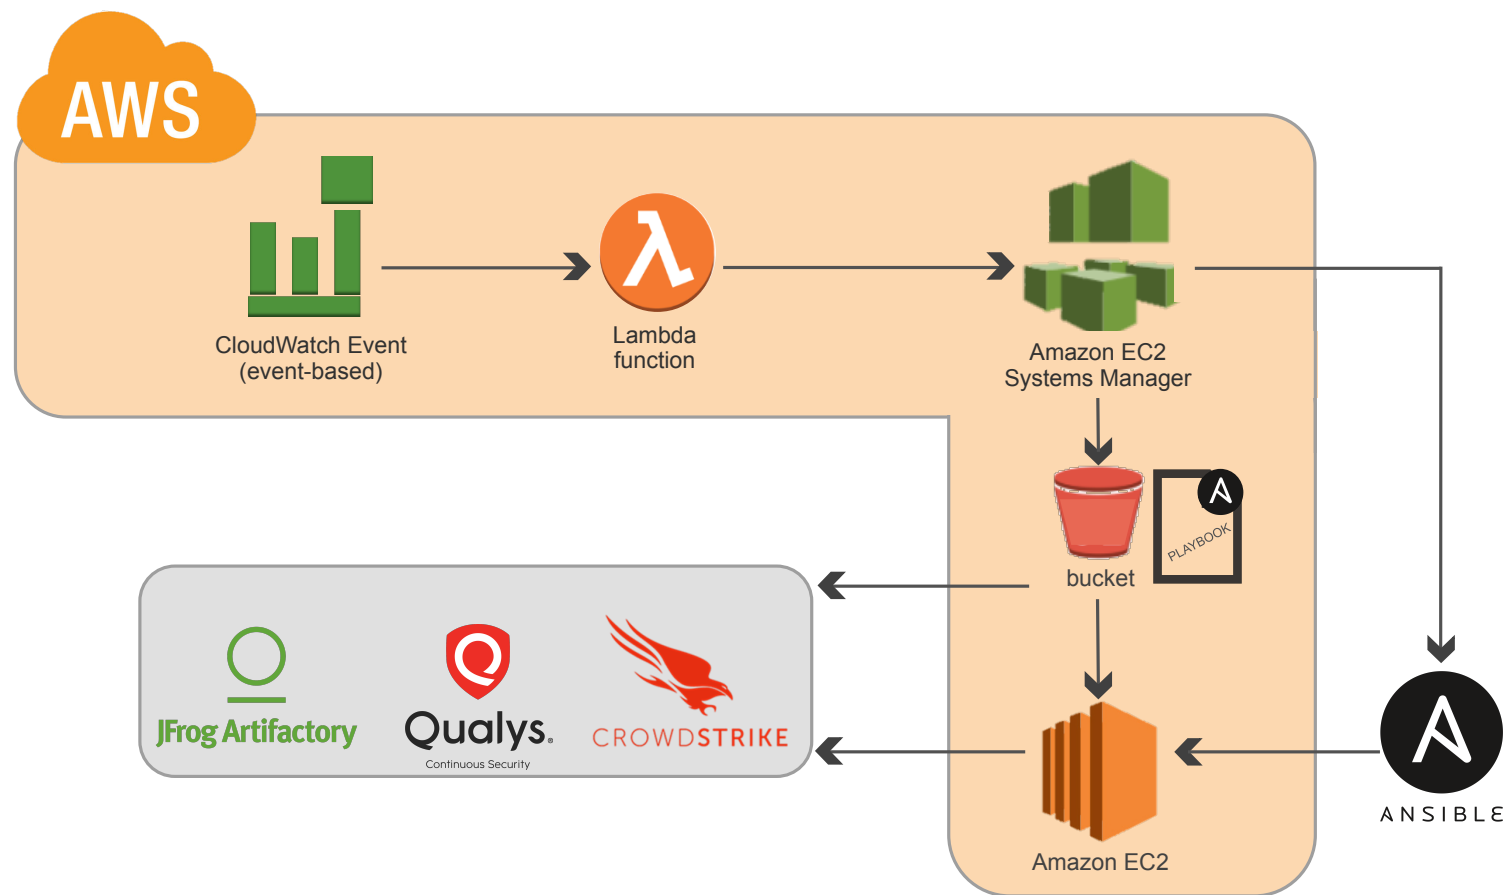 AWS
CloudWatch Event
(event-based)
Lambda
function
Amazon EC2
Systems Manager
bucket
PLAYBOOK
JFrog Artifactory
Qualys.
Continuous Security
CROWDSTRIKE
Amazon EC2
ANSIBLE